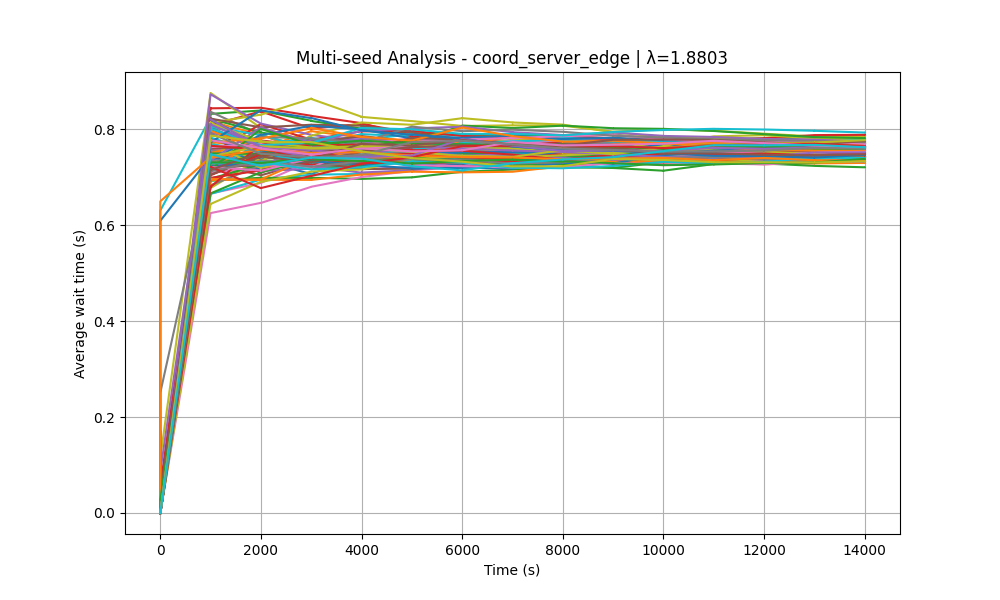 Multi-seed Analysis - coord_server_edge | λ=1.8803
Average wait time (s)
0.8
0.6
0.4
0.2
0.0
0 2000 4000 6000 8000 10000 12000 14000
Time (s)